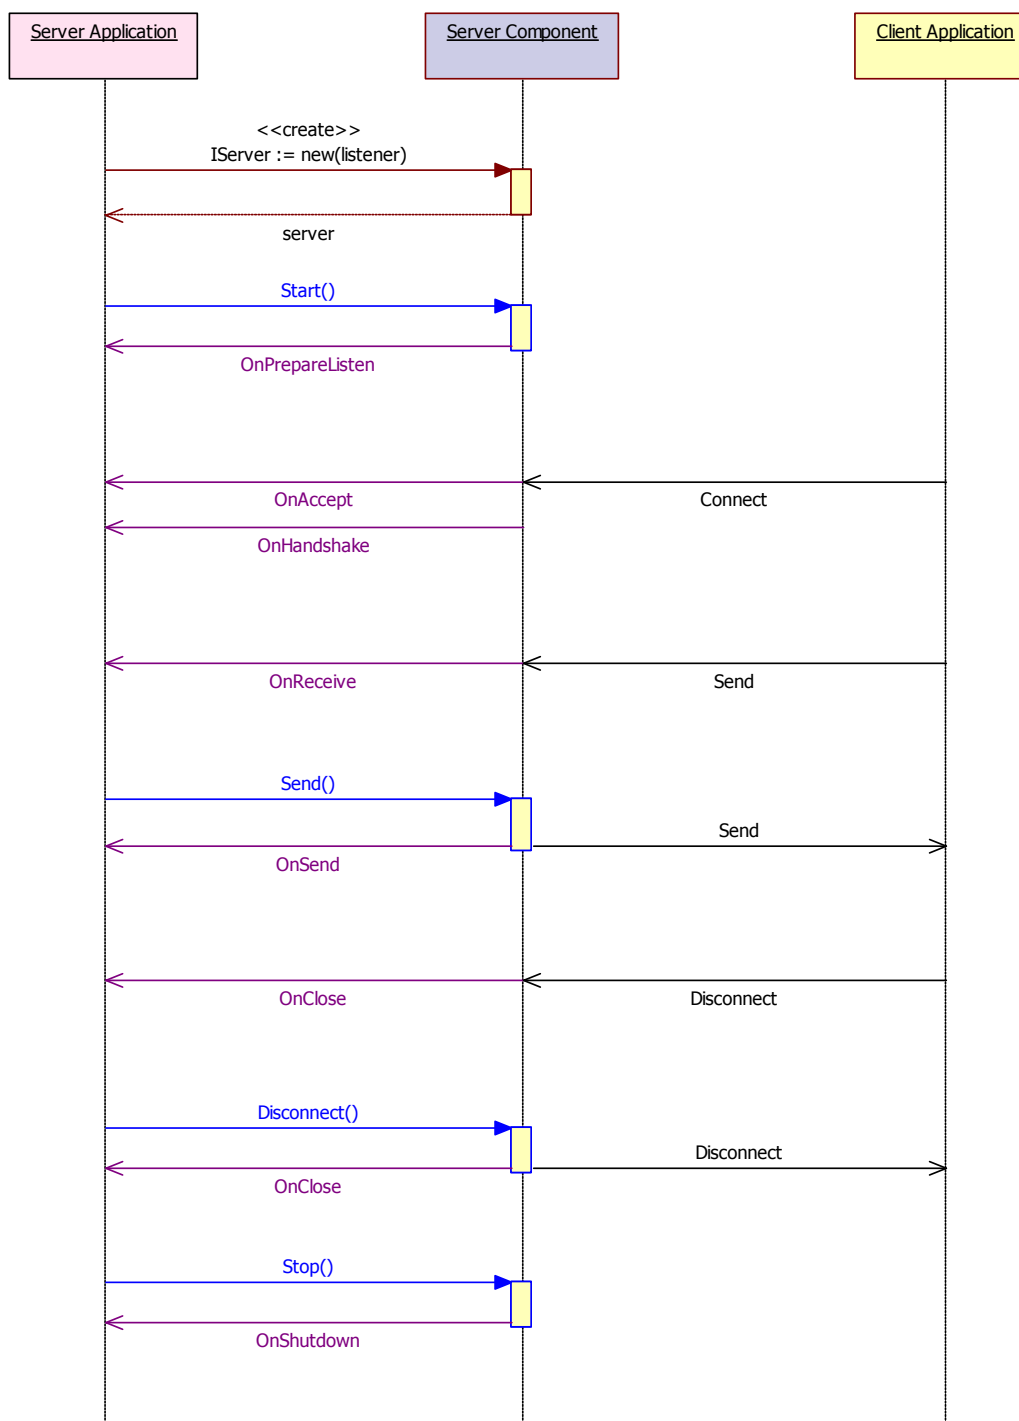 Server Application
Server Component
Client Application
<<create>>
IServer := new(listener)
server
Start()
OnPrepareListen
OnAccept
Connect
OnHandshake
OnReceive
Send
Send()
Send
OnSend
OnClose
Disconnect
Disconnect()
Disconnect
OnClose
Stop()
OnShutdown